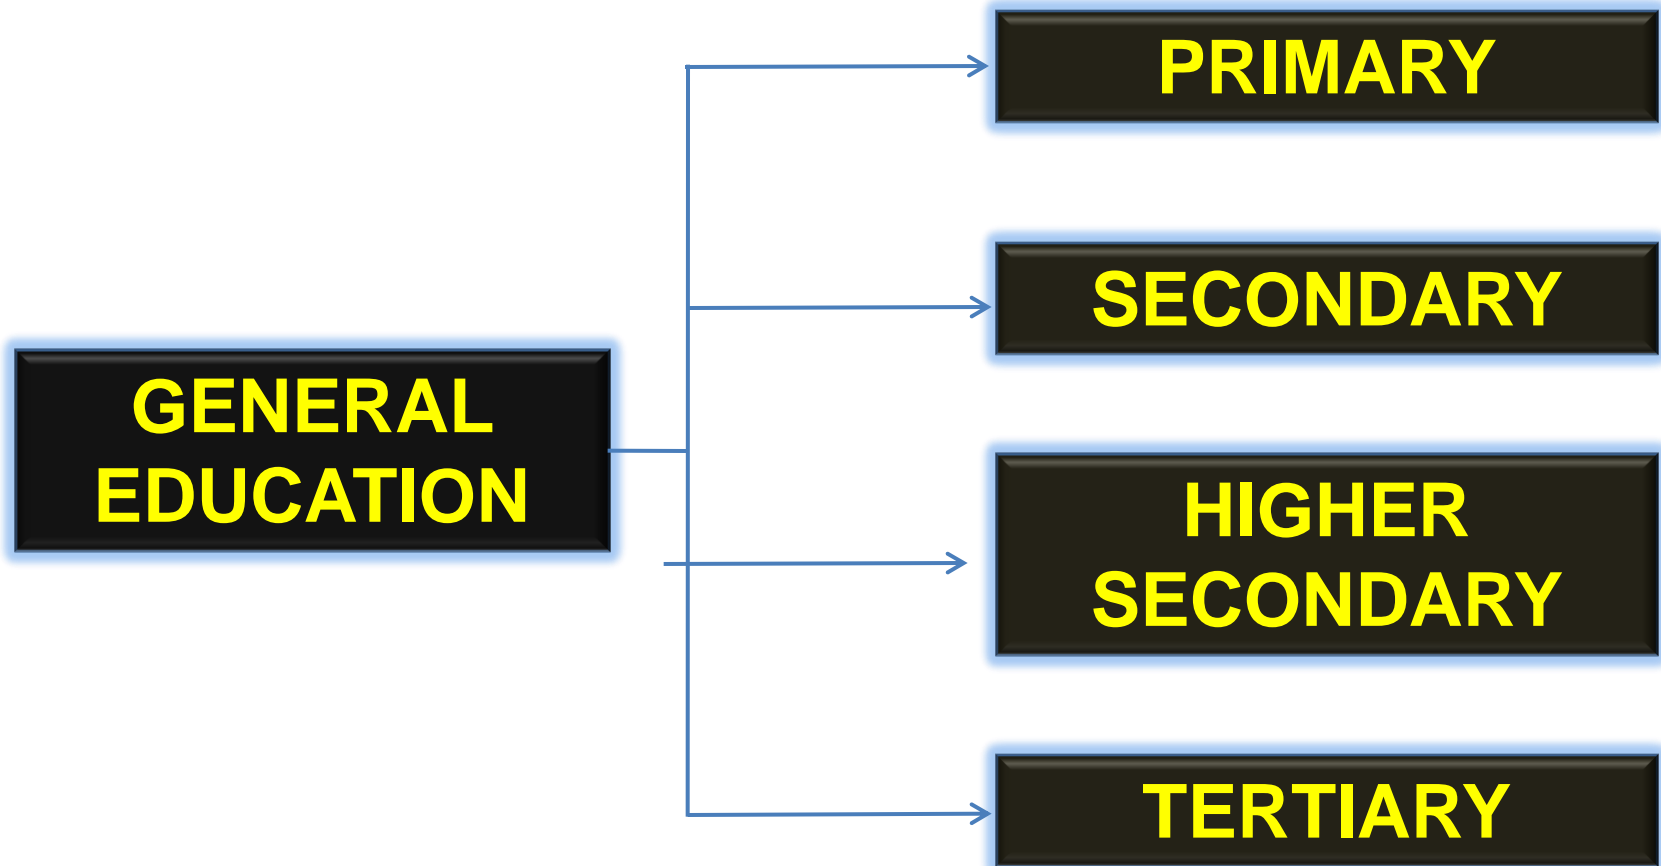 PRIMARY
SECONDARY
GENERAL
EDUCATION
HIGHER
SECONDARY
TERTIARY